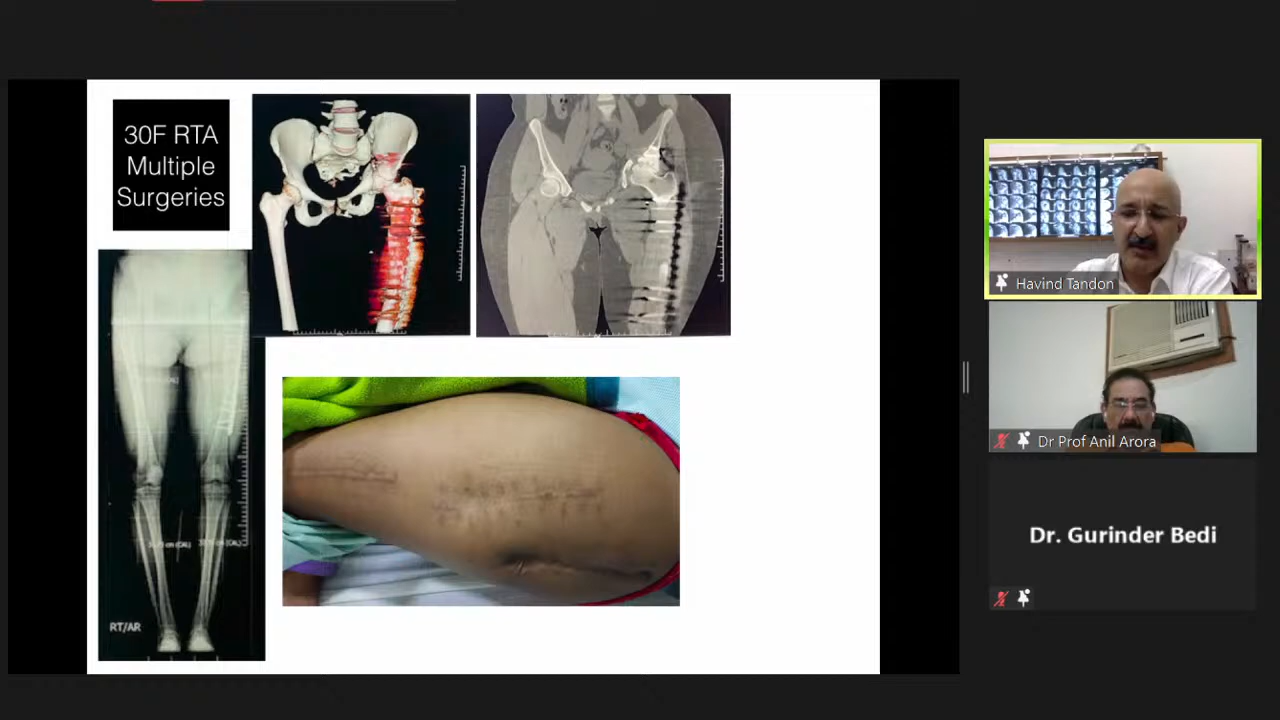 30F RTA
Multiple
Surgeries
RT/AR
Havind Tandon
Dr Prof Anil Arora
Dr. Gurinder Bedi